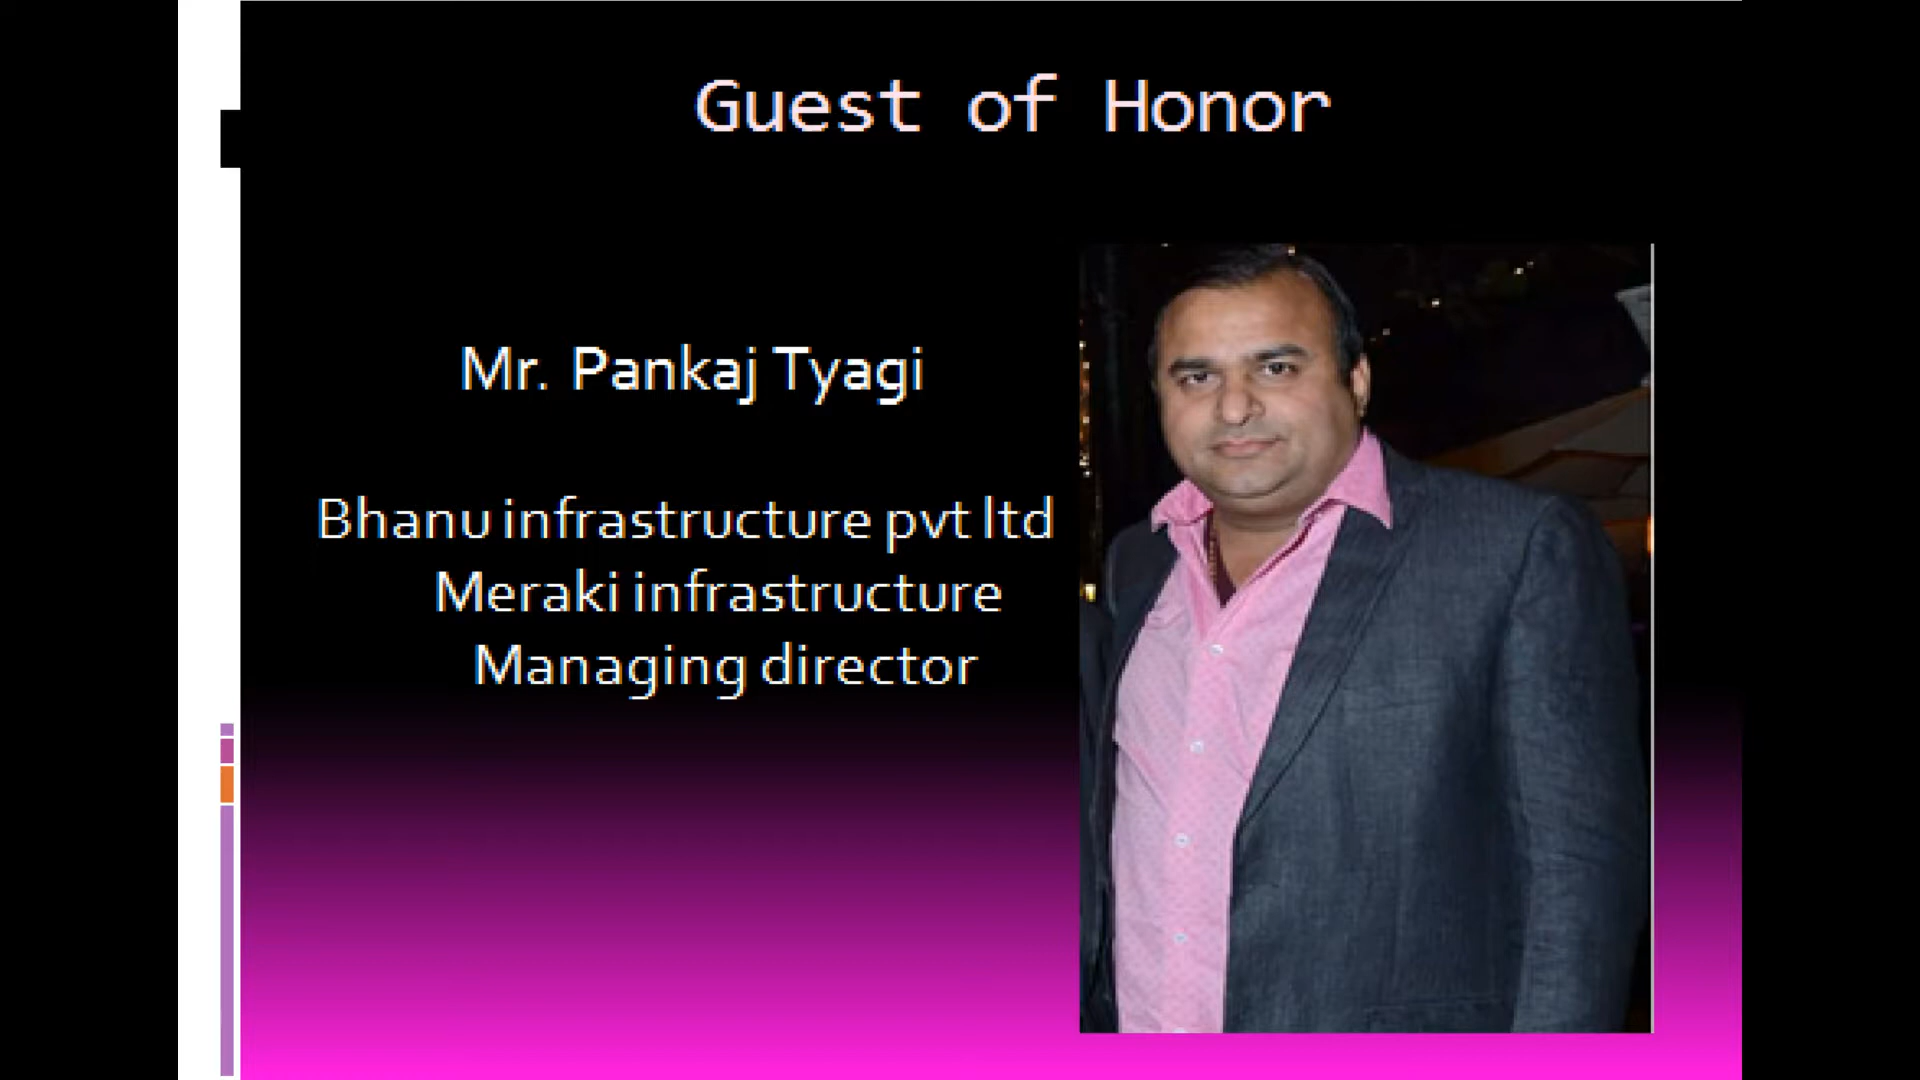 Guest of Honor
Mr. Pankaj Tyagi
Bhanu infrastructure pvt ltd
Meraki infrastructure
Managing director